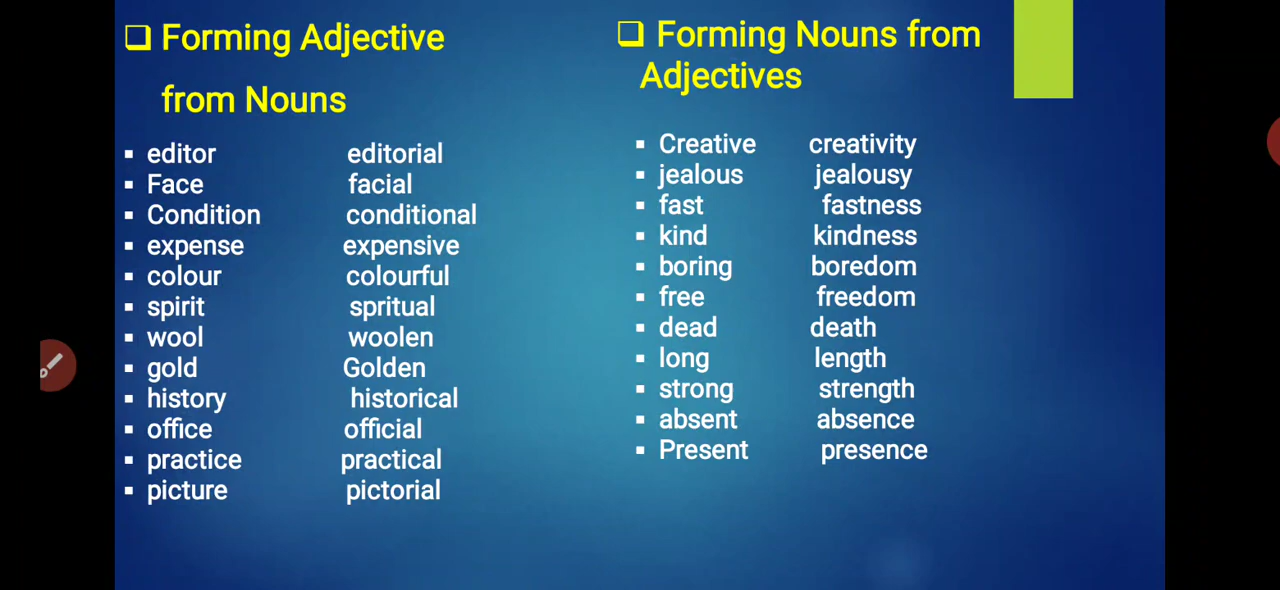 ❑ Forming Adjective
from Nouns
▪ editor editorial
▪ Face facial
▪ Condition conditional
▪ expense expensive
▪ colour colourful
▪ spirit spritual
▪ wool woolen
▪ gold Golden
▪ history historical
▪ office official
▪ practice practical
▪ picture pictorial
❑ Forming Nouns from
Adjectives
▪ Creative creativity
▪ jealous jealousy
▪ fast fastness
▪ kind kindness
▪ boring boredom
▪ free freedom
▪ dead death
▪ long length
▪ strong strength
▪ absent absence
▪ Present presence